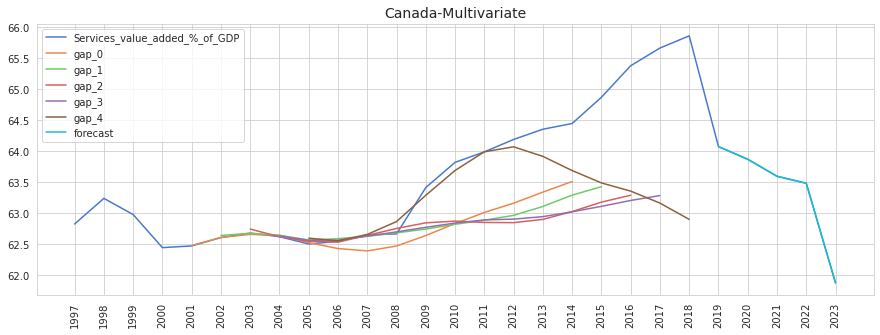 Canada-Multivariate
Services_value_added_%_of_GDP
gap_0
gap_1
gap_2
gap_3
gap_4
forecast
66.0
65.5
65.0
64.5
64.0
63.5
63.0
62.5
62.0
1997 1998 1999 2000 2001 2002 2003 2004 2005 2006 2007 2008 2009 2010 2011 2012 2013 2014 2015 2016 2017 2018 2019 2020 2021 2022 2023